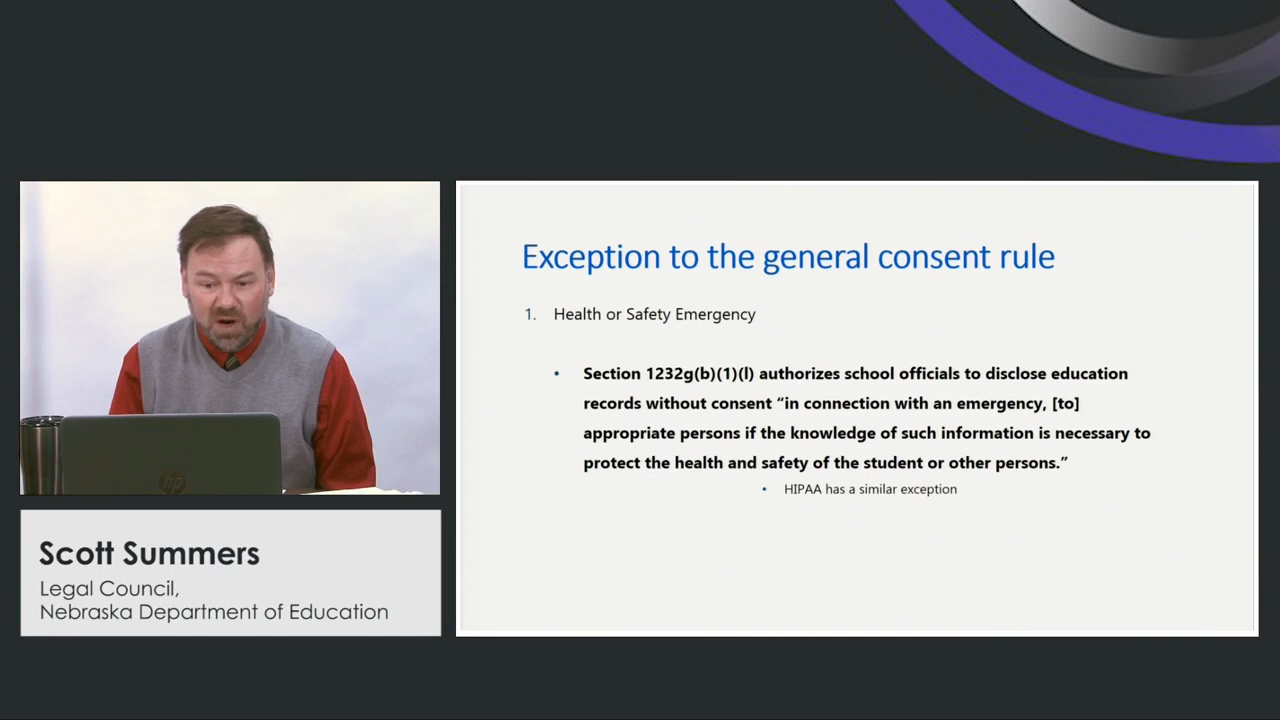 Exception to the general consent rule
1. Health or Safety Emergency
• Section 1232g(b)(1)(l) authorizes school officials to disclose education
records without consent “in connection with an emergency, [to]
appropriate persons if the knowledge of such information is necessary to
protect the health and safety of the student or other persons.”
• HIPAA has a similar exception
hp
Scott Summers
Legal Council,
Nebraska Department of Education